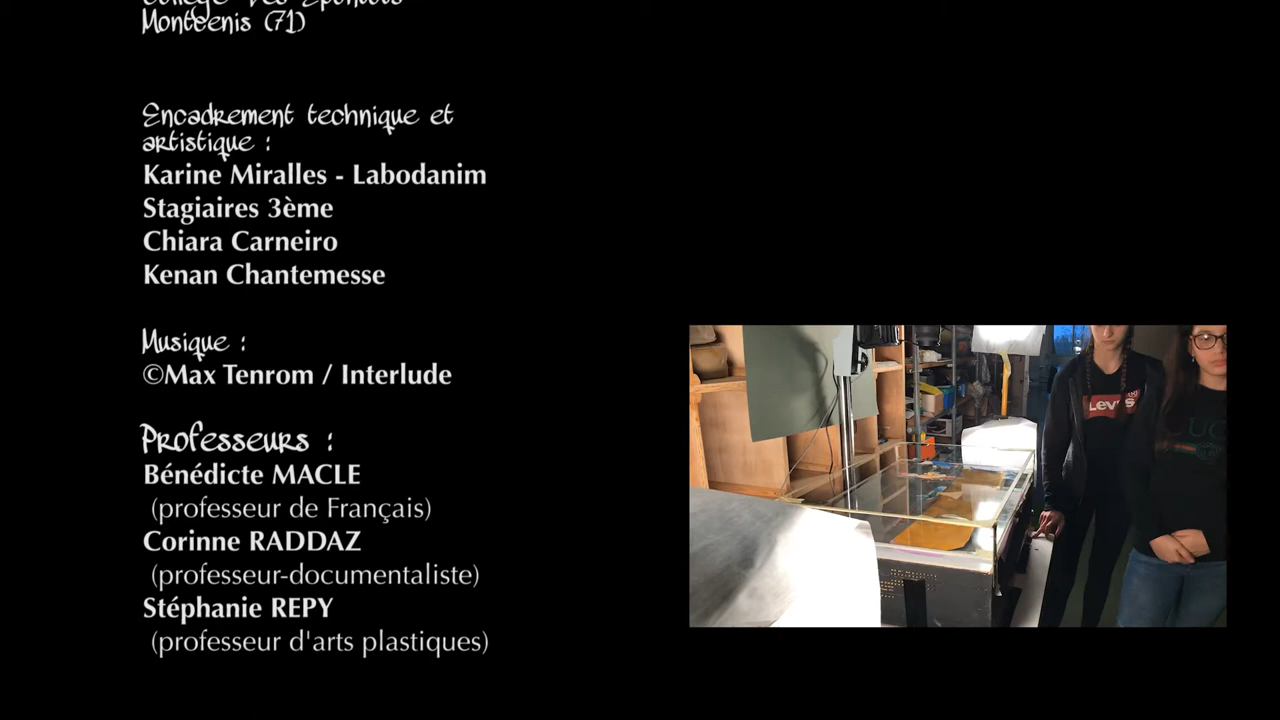 Montcenis (71)
Encadrement technique et
artistique :
Karine Miralles - Labodanim
Stagiaires 3ème
Chiara Carneiro
Kenan Chantemesse
Musique :
©Max Tenrom / Interlude
Professeurs :
Bénédicte MACLE
(professeur de Français)
Corinne RADDAZ
(professeur-documentaliste)
Stéphanie REPY
(professeur d'arts plastiques)
Levi's